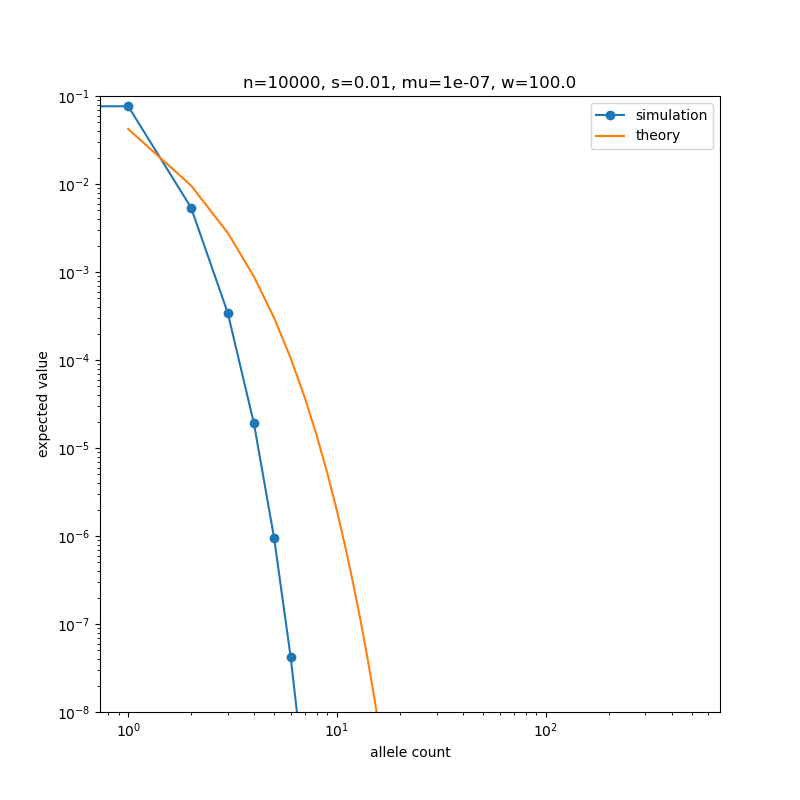 n=10000, s=0.01, mu=1e-07, w=100.0
simulation
theory
10⁻¹
10⁻²
10⁻³
10⁻⁴
10⁻⁵
10⁻⁶
10⁻⁷
10⁻⁸
expected value
10⁰ 10¹ 10²
allele count